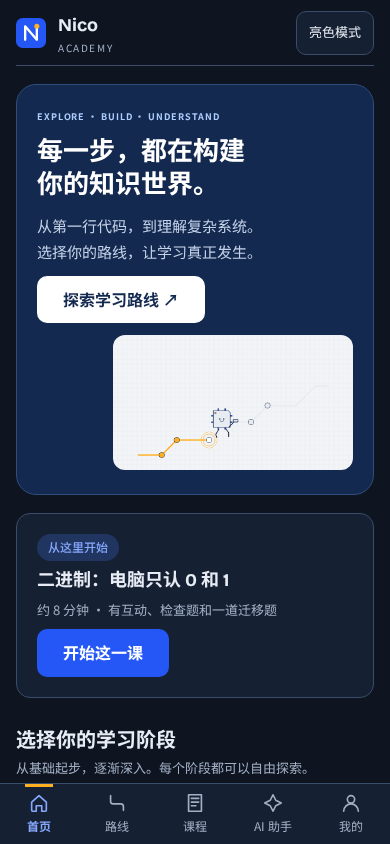 Nico
ACADEMY
亮色模式
EXPLORE • BUILD • UNDERSTAND
每一步，都在构建
你的知识世界。
从第一行代码，到理解复杂系统。
选择你的路线，让学习真正发生。
探索学习路线 ↗
从这里开始
二进制：电脑只认 0 和 1
约 8 分钟 • 有互动、检查题和一道迁移题
开始这一课
选择你的学习阶段
从基础起步，逐渐深入。每个阶段都可以自由探索。
首页
路线
课程
AI 助手
我的